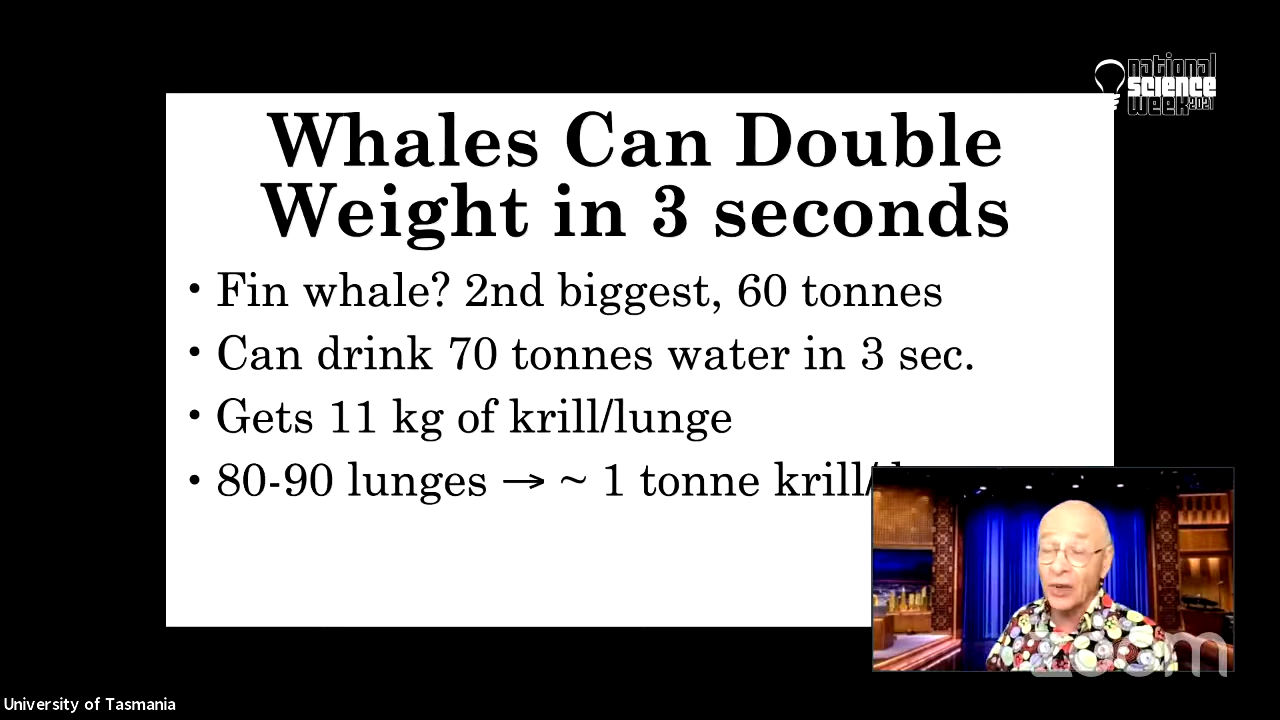 national
science
week 2021
Whales Can Double
Weight in 3 seconds
• Fin whale? 2nd biggest, 60 tonnes
• Can drink 70 tonnes water in 3 sec.
• Gets 11 kg of krill/lunge
• 80-90 lunges → ~ 1 tonne krill/
zoom
University of Tasmania